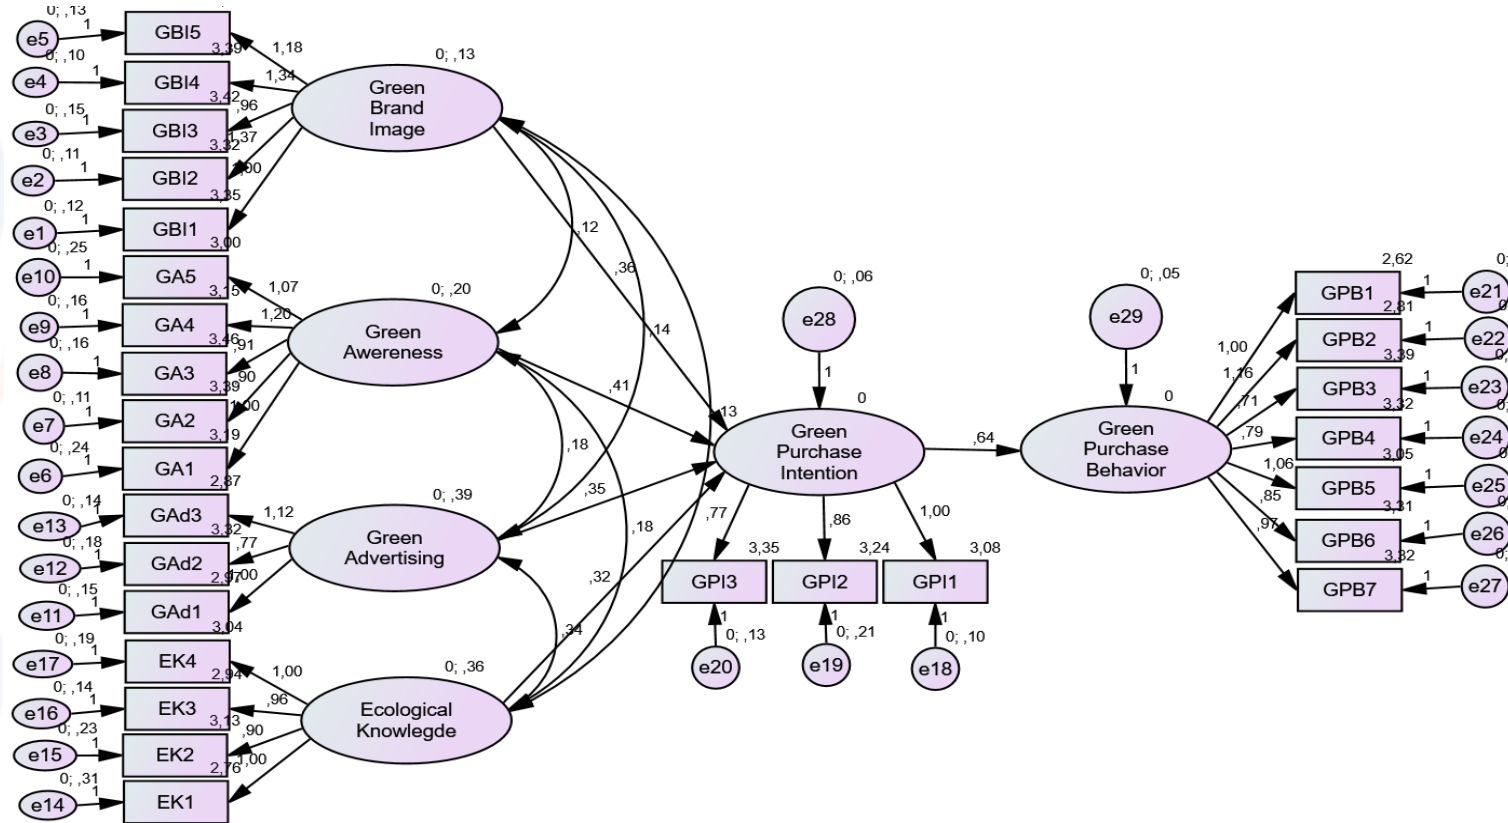 0; ,13
e5
1
GBI5
3,39
1,18
0; ,10
e4
1
GBI4
3,42
1,34
0; ,15
e3
1
GBI3
3,32
,96
0; ,11
e2
1
GBI2
3,35
1,37
0; ,12
e1
1
GBI1
3,00
1,00
0; ,13
Green
Brand
Image
0; ,25
e10
1
GA5
3,15
1,07
0; ,16
e9
1
GA4
3,46
1,20
0; ,16
e8
1
GA3
3,39
,91
0; ,11
e7
1
GA2
3,19
,90
0; ,24
e6
1
GA1
2,87
1,00
0; ,20
Green
Awereness
0; ,14
e13
1
GAd3
3,32
1,12
0; ,18
e12
1
GAd2
2,97
,77
0; ,15
e11
1
GAd1
3,04
1,00
0; ,39
Green
Advertising
0; ,19
e17
1
EK4
2,94
1,00
0; ,14
e16
1
EK3
3,13
,96
0; ,23
e15
1
EK2
2,76
,90
0; ,31
e14
1
EK1
1,00
0; ,36
Ecological
Knowlegde
,12
,36
,14
,13
,41
,18
,35
,18
,32
,34
0; ,06
e28
1
0
Green
Purchase
Intention
,77
,86
1,00
3,35
GPI3
3,24
GPI2
3,08
GPI1
1
0; ,13
e20
1
0; ,21
e19
1
0; ,10
e18
,64
0; ,05
e29
1
0
Green
Purchase
Behavior
1,00
1,16
,71
,79
1,06
,85
,97
2,62
GPB1
1
e21
2,81
GPB2
1
e22
3,39
GPB3
1
e23
3,32
GPB4
1
e24
3,05
GPB5
1
e25
3,31
GPB6
1
e26
3,32
GPB7
1
e27